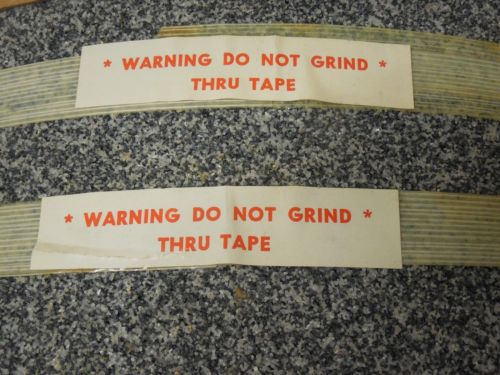 * WARNING DO NOT GRIND *
THRU TAPE
* WARNING DO NOT GRIND *
THRU TAPE